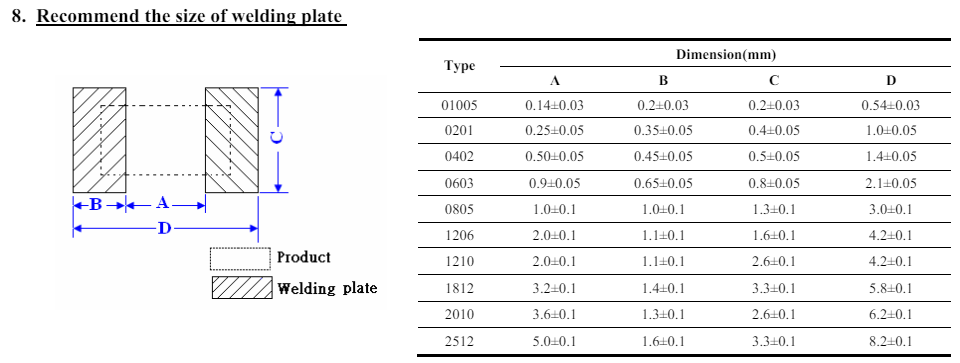 8. Recommend the size of welding plate
Type Dimension(mm)
A B C D
01005 0.14±0.03 0.2±0.03 0.2±0.03 0.54±0.03
0201 0.25±0.05 0.35±0.05 0.4±0.05 1.0±0.05
0402 0.50±0.05 0.45±0.05 0.5±0.05 1.4±0.05
0603 0.9±0.05 0.65±0.05 0.8±0.05 2.1±0.05
0805 1.0±0.1 1.0±0.1 1.3±0.1 3.0±0.1
1206 2.0±0.1 1.1±0.1 1.6±0.1 4.2±0.1
1210 2.0±0.1 1.1±0.1 2.6±0.1 4.2±0.1
1812 3.2±0.1 1.4±0.1 3.3±0.1 5.8±0.1
2010 3.6±0.1 1.3±0.1 2.6±0.1 6.2±0.1
2512 5.0±0.1 1.6±0.1 3.3±0.1 8.2±0.1
C
B A
D
Product
Welding plate